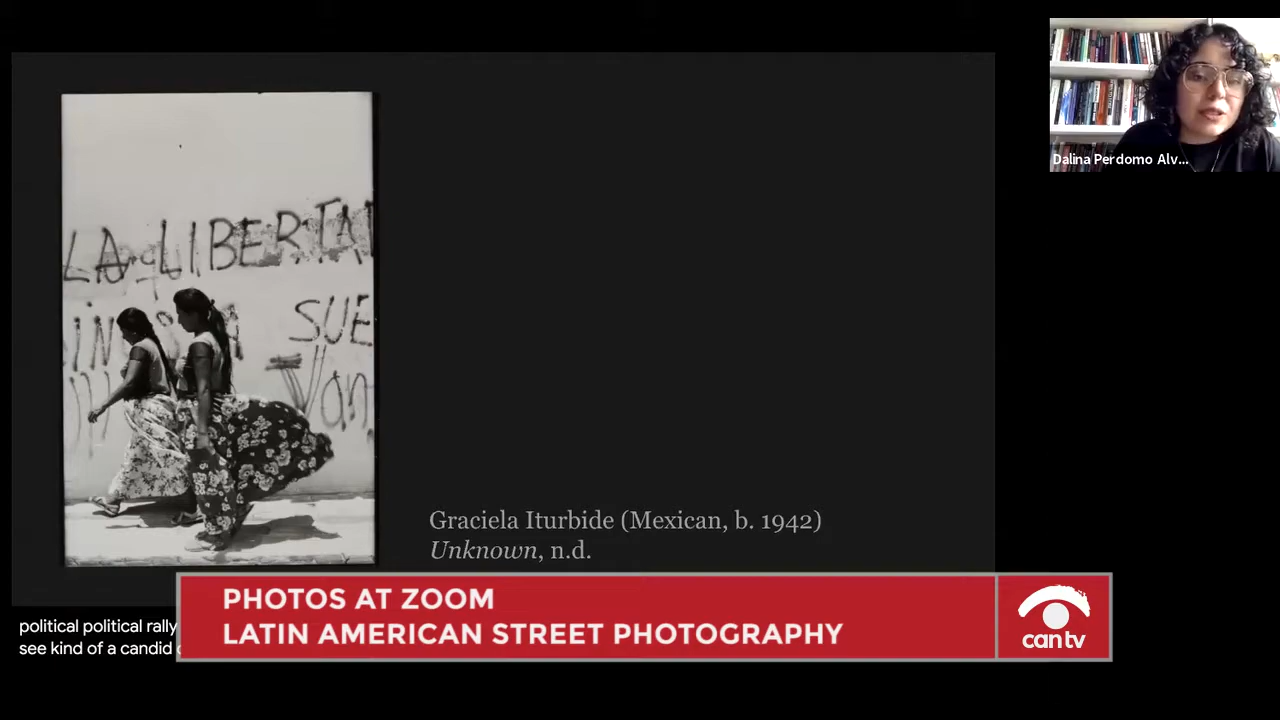 Dalina Perdomo Alv...
LA LIBERTA
SUE
Van
Graciela Iturbide (Mexican, b. 1942)
Unknown, n.d.
PHOTOS AT ZOOM
LATIN AMERICAN STREET PHOTOGRAPHY
can tv
political political rally
see kind of a candid